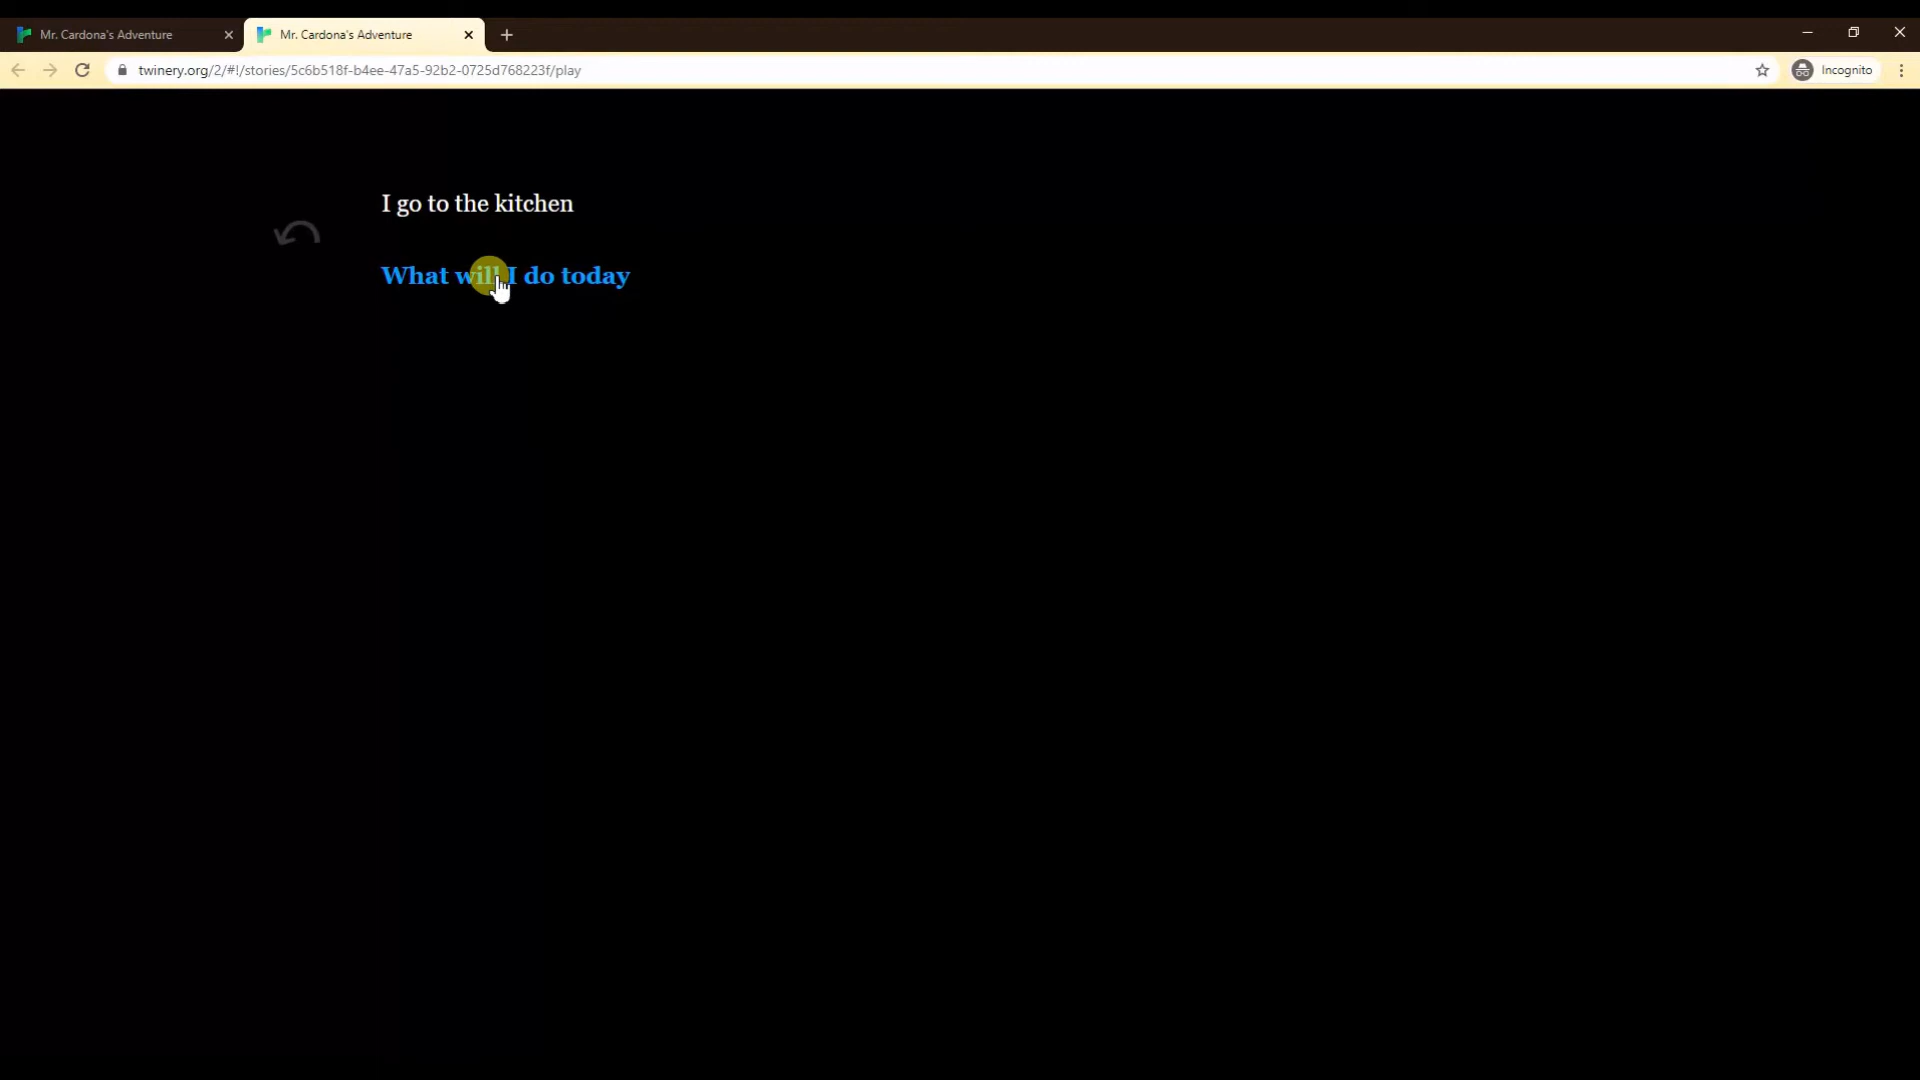 Mr. Cardona's Adventure
Mr. Cardona's Adventure
twinery.org/2/#!/stories/5c6b518f-b4ee-47a5-92b2-0725d768223f/play
Incognito
I go to the kitchen
What will I do today